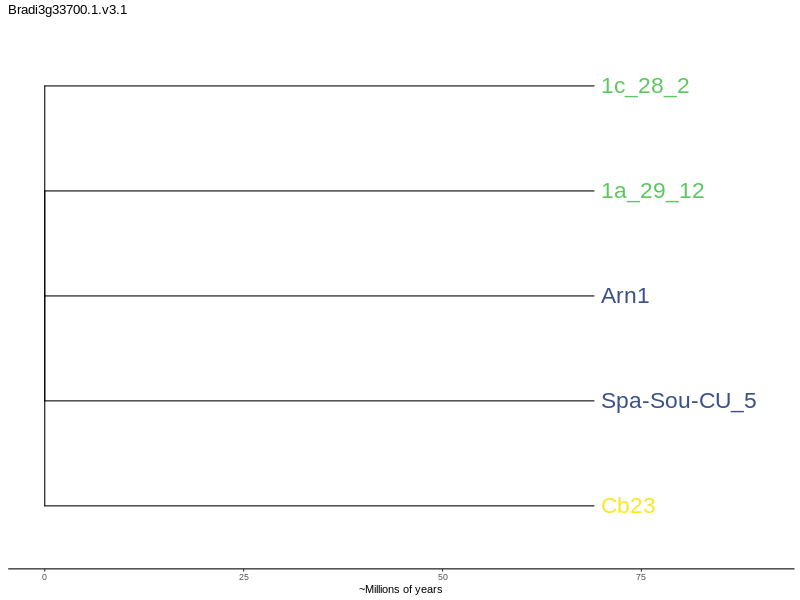 Bradi3g33700.1.v3.1
1c_28_2
1a_29_12
Arn1
Spa-Sou-CU_5
Cb23
0 25 50 75
~Millions of years